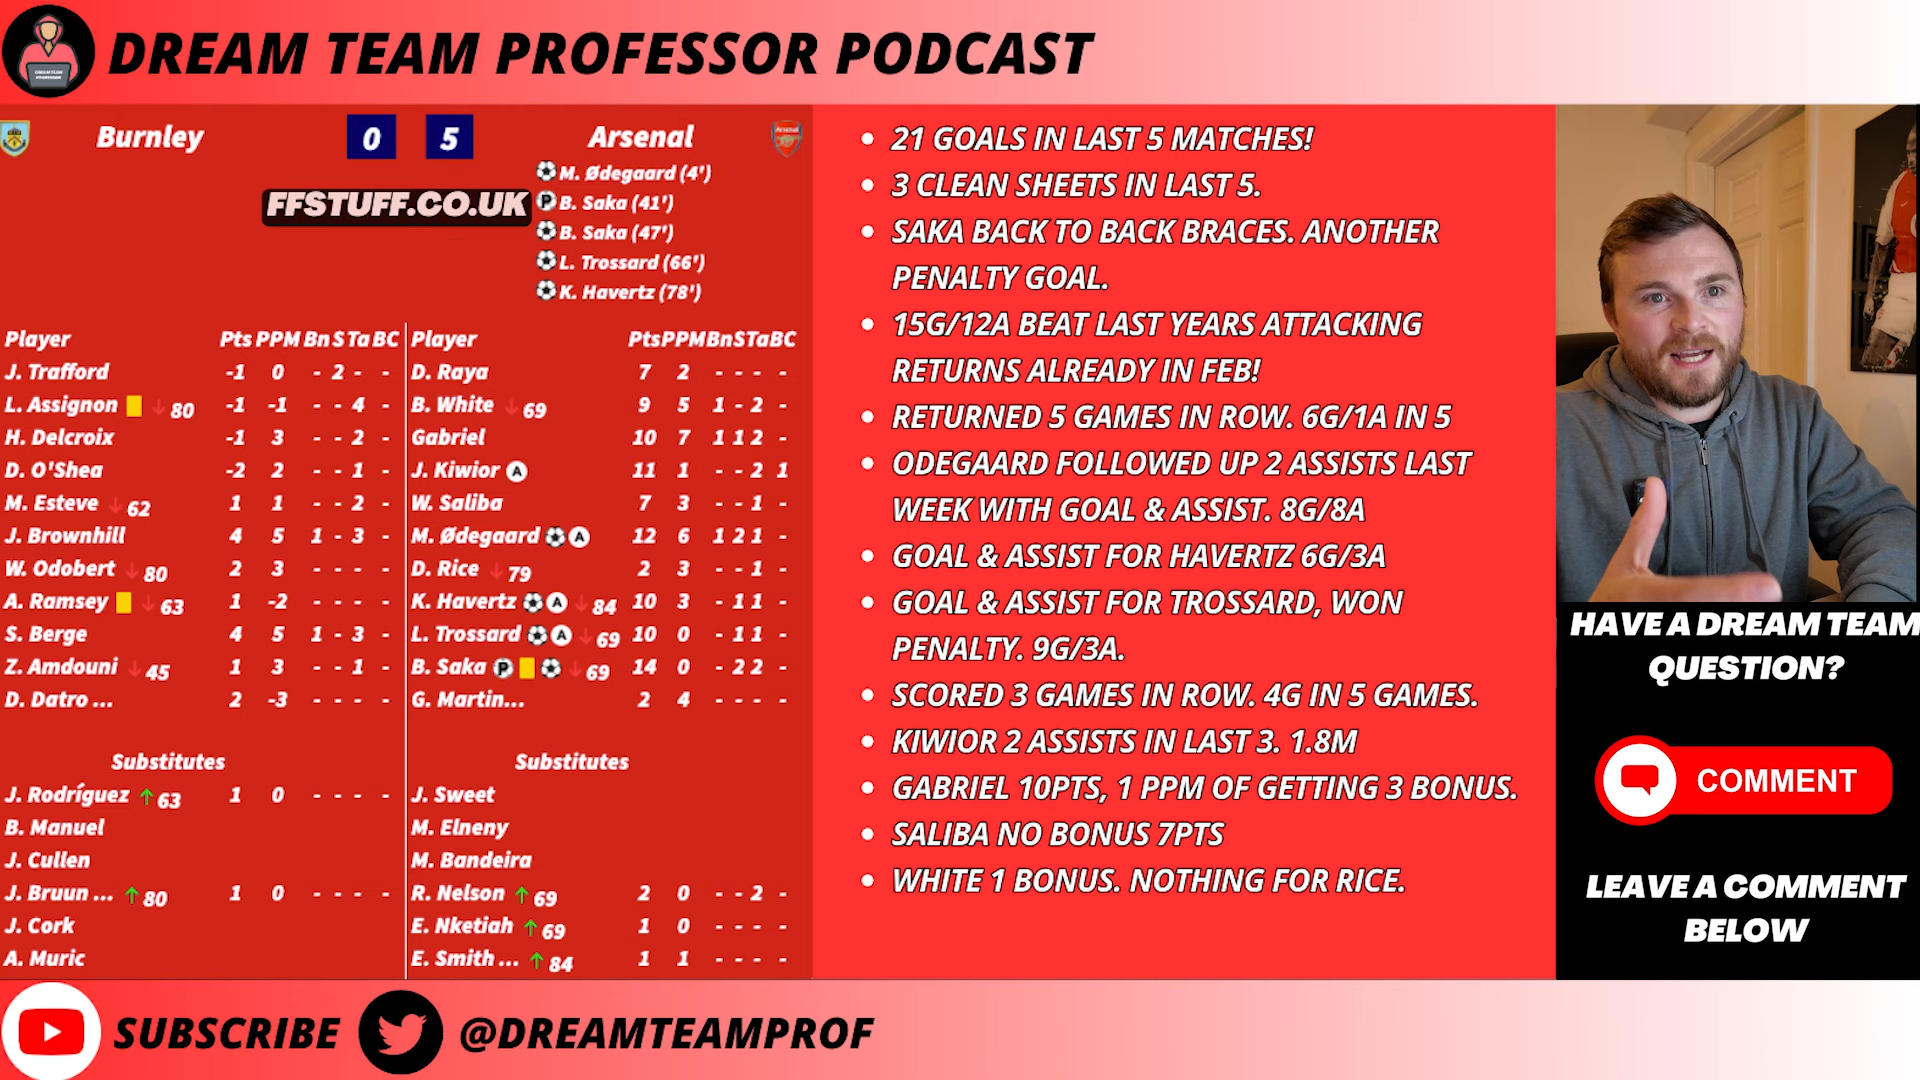 DREAM TEAM PROFESSOR PODCAST
Burnley 0 5 Arsenal
M. Ødegaard (4')
FFSTUFF.CO.UK
P B. Saka (41')
B. Saka (47')
L. Trossard (66')
K. Havertz (78')
Player Pts PPM Bn S Ta BC
J. Trafford -1 0 - 2 - -
L. Assignon 80 -1 -1 - - 4 -
H. Delcroix -1 3 - - 2 -
D. O'Shea -2 2 - - 1 -
M. Esteve 62 1 1 - - 2 -
J. Brownhill 4 5 1 - 3 -
W. Odobert 80 2 3 - - - -
A. Ramsey 63 1 -2 - - - -
S. Berge 4 5 1 - 3 -
Z. Amdouni 45 1 3 - - 1 -
D. Datro ... 2 -3 - - - -
Substitutes
J. Rodríguez 63 1 0 - - - -
B. Manuel
J. Cullen
J. Bruun ... 80 1 0 - - - -
J. Cork
A. Muric
Player Pts PPM Bn S Ta BC
D. Raya 7 2 - - - -
B. White 69 9 5 1 - 2 -
Gabriel 10 7 1 1 2 -
J. Kiwior A 11 1 - - 2 1
W. Saliba 7 3 - - 1 -
M. Ødegaard A 12 6 1 2 1 -
D. Rice 79 2 3 - - 1 -
K. Havertz A 84 10 3 - 1 1 -
L. Trossard A 69 10 0 - 1 1 -
B. Saka P 69 14 0 - 2 2 -
G. Martin... 2 4 - - - -
Substitutes
J. Sweet
M. Elneny
M. Bandeira
R. Nelson 69 2 0 - - 2 -
E. Nketiah 69 1 0 - - - -
E. Smith ... 84 1 1 - - - -
• 21 GOALS IN LAST 5 MATCHES!
• 3 CLEAN SHEETS IN LAST 5.
• SAKA BACK TO BACK BRACES. ANOTHER
PENALTY GOAL.
• 15G/12A BEAT LAST YEARS ATTACKING
RETURNS ALREADY IN FEB!
• RETURNED 5 GAMES IN ROW. 6G/1A IN 5
• ODEGAARD FOLLOWED UP 2 ASSISTS LAST
WEEK WITH GOAL & ASSIST. 8G/8A
• GOAL & ASSIST FOR HAVERTZ 6G/3A
• GOAL & ASSIST FOR TROSSARD, WON
PENALTY. 9G/3A.
• SCORED 3 GAMES IN ROW. 4G IN 5 GAMES.
• KIWIOR 2 ASSISTS IN LAST 3. 1.8M
• GABRIEL 10PTS, 1 PPM OF GETTING 3 BONUS.
• SALIBA NO BONUS 7PTS
• WHITE 1 BONUS. NOTHING FOR RICE.
HAVE A DREAM TEAM
QUESTION?
COMMENT
LEAVE A COMMENT
BELOW
SUBSCRIBE
@DREAMTEAMPROF